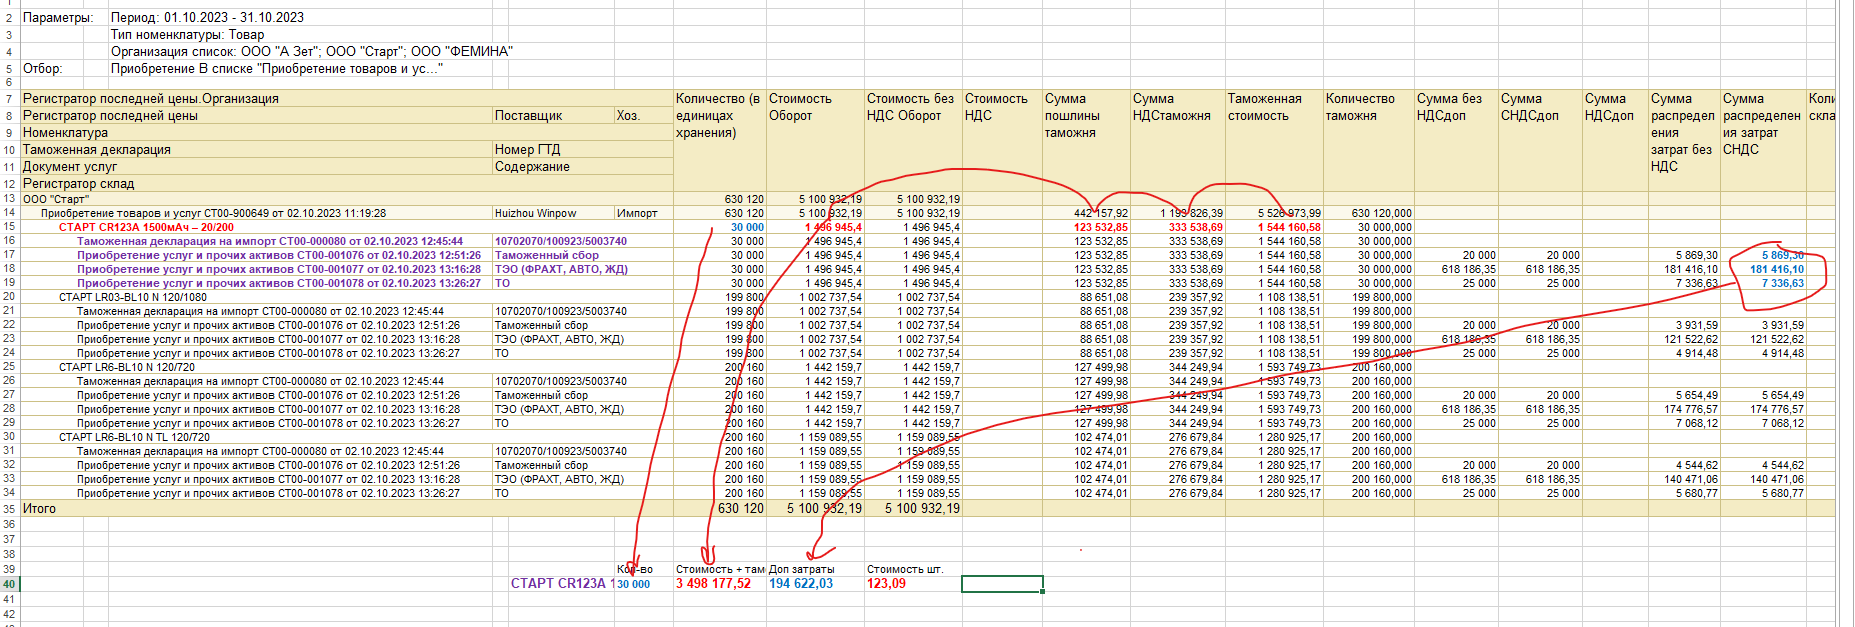 2 Параметры: Период: 01.10.2023 - 31.10.2023
3 Тип номенклатуры: Товар
4 Организация список: ООО "А Зет"; ООО "Старт"; ООО "ФЕМИНА"
5 Отбор: Приобретение В списке "Приобретение товаров и ус..."
6
7 Регистратор последней цены.Организация Количество (в единицах хранения) Стоимость Оборот Стоимость без НДС Оборот Стоимость НДС Сумма пошлины таможня Сумма НДСтаможня Таможенная стоимость Количество таможня Сумма без НДСдоп Сумма СНДСдоп Сумма НДСдоп Сумма распределения затрат без НДС Сумма распределения затрат СНДС
8 Регистратор последней цены Поставщик Хоз.
9 Номенклатура
10 Таможенная декларация Номер ГТД
11 Документ услуг Содержание
12 Регистратор склад
13 ООО "Старт" 630 120 5 100 932,19 5 100 932,19
14 Приобретение товаров и услуг СТ00-900649 от 02.10.2023 11:19:28 Huizhou Winpow Импорт 630 120 5 100 932,19 5 100 932,19 442 157,92 1 193 826,39 5 526 973,99 630 120,000
15 СТАРТ CR123A 1500мАч – 20/200 30 000 1 496 945,4 1 496 945,4 123 532,85 333 538,69 1 544 160,58 30 000,000
16 Таможенная декларация на импорт СТ00-000080 от 02.10.2023 12:45:44 10702070/100923/5003740 30 000 1 496 945,4 1 496 945,4 123 532,85 333 538,69 1 544 160,58 30 000,000
17 Приобретение услуг и прочих активов СТ00-001076 от 02.10.2023 12:51:26 Таможенный сбор 30 000 1 496 945,4 1 496 945,4 123 532,85 333 538,69 1 544 160,58 30 000,000 20 000 20 000 5 869,30 5 869,30
18 Приобретение услуг и прочих активов СТ00-001077 от 02.10.2023 13:16:28 ТЭО (ФРАХТ, АВТО, ЖД) 30 000 1 496 945,4 1 496 945,4 123 532,85 333 538,69 1 544 160,58 30 000,000 618 186,35 618 186,35 181 416,10 181 416,10
19 Приобретение услуг и прочих активов СТ00-001078 от 02.10.2023 13:26:27 ТО 30 000 1 496 945,4 1 496 945,4 123 532,85 333 538,69 1 544 160,58 30 000,000 25 000 25 000 7 336,63 7 336,63
20 СТАРТ LR03-BL10 N 120/1080 199 800 1 002 737,54 1 002 737,54 88 651,08 239 357,92 1 108 138,51 199 800,000
21 Таможенная декларация на импорт СТ00-000080 от 02.10.2023 12:45:44 10702070/100923/5003740 199 800 1 002 737,54 1 002 737,54 88 651,08 239 357,92 1 108 138,51 199 800,000
22 Приобретение услуг и прочих активов СТ00-001076 от 02.10.2023 12:51:26 Таможенный сбор 199 800 1 002 737,54 1 002 737,54 88 651,08 239 357,92 1 108 138,51 199 800,000 20 000 20 000 3 931,59 3 931,59
23 Приобретение услуг и прочих активов СТ00-001077 от 02.10.2023 13:16:28 ТЭО (ФРАХТ, АВТО, ЖД) 199 800 1 002 737,54 1 002 737,54 88 651,08 239 357,92 1 108 138,51 199 800,000 618 186,35 618 186,35 121 522,62 121 522,62
24 Приобретение услуг и прочих активов СТ00-001078 от 02.10.2023 13:26:27 ТО 199 800 1 002 737,54 1 002 737,54 88 651,08 239 357,92 1 108 138,51 199 800,000 25 000 25 000 4 914,48 4 914,48
25 СТАРТ LR6-BL10 N 120/720 200 160 1 442 159,7 1 442 159,7 127 499,98 344 249,94 1 593 749,73 200 160,000
26 Таможенная декларация на импорт СТ00-000080 от 02.10.2023 12:45:44 10702070/100923/5003740 200 160 1 442 159,7 1 442 159,7 127 499,98 344 249,94 1 593 749,73 200 160,000
27 Приобретение услуг и прочих активов СТ00-001076 от 02.10.2023 12:51:26 Таможенный сбор 200 160 1 442 159,7 1 442 159,7 127 499,98 344 249,94 1 593 749,73 200 160,000 20 000 20 000 5 654,49 5 654,49
28 Приобретение услуг и прочих активов СТ00-001077 от 02.10.2023 13:16:28 ТЭО (ФРАХТ, АВТО, ЖД) 200 160 1 442 159,7 1 442 159,7 127 499,98 344 249,94 1 593 749,73 200 160,000 618 186,35 618 186,35 174 776,57 174 776,57
29 Приобретение услуг и прочих активов СТ00-001078 от 02.10.2023 13:26:27 ТО 200 160 1 442 159,7 1 442 159,7 127 499,98 344 249,94 1 593 749,73 200 160,000 25 000 25 000 7 068,12 7 068,12
30 СТАРТ LR6-BL10 N TL 120/720 200 160 1 159 089,55 1 159 089,55 102 474,01 276 679,84 1 280 925,17 200 160,000
31 Таможенная декларация на импорт СТ00-000080 от 02.10.2023 12:45:44 10702070/100923/5003740 200 160 1 159 089,55 1 159 089,55 102 474,01 276 679,84 1 280 925,17 200 160,000
32 Приобретение услуг и прочих активов СТ00-001076 от 02.10.2023 12:51:26 Таможенный сбор 200 160 1 159 089,55 1 159 089,55 102 474,01 276 679,84 1 280 925,17 200 160,000 20 000 20 000 4 544,62 4 544,62
33 Приобретение услуг и прочих активов СТ00-001077 от 02.10.2023 13:16:28 ТЭО (ФРАХТ, АВТО, ЖД) 200 160 1 159 089,55 1 159 089,55 102 474,01 276 679,84 1 280 925,17 200 160,000 618 186,35 618 186,35 140 471,06 140 471,06
34 Приобретение услуг и прочих активов СТ00-001078 от 02.10.2023 13:26:27 ТО 200 160 1 159 089,55 1 159 089,55 102 474,01 276 679,84 1 280 925,17 200 160,000 25 000 25 000 5 680,77 5 680,77
35 Итого 630 120 5 100 932,19 5 100 932,19
36
37
38
39 Кол-во Стоимость + там Доп затраты Стоимость шт.
40 СТАРТ CR123A 1 30 000 3 498 177,52 194 622,03 123,09
41
42